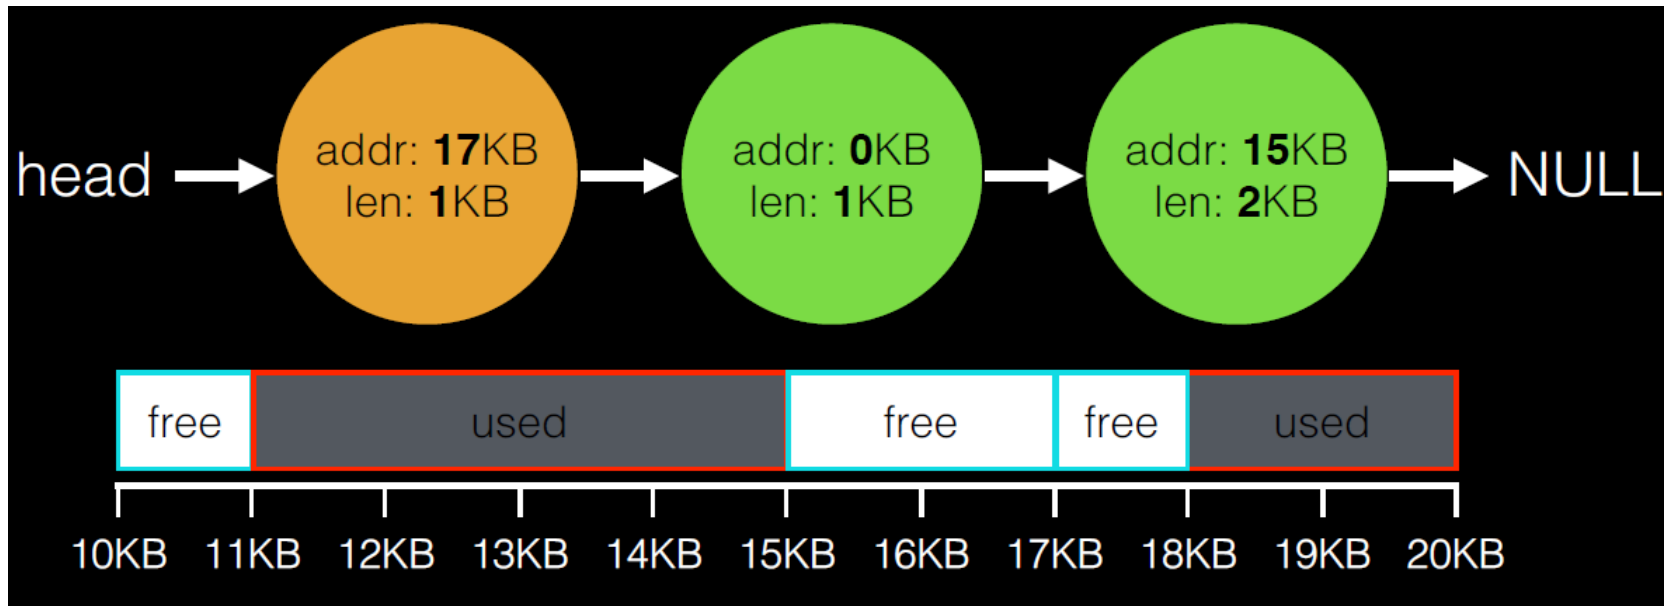 head
addr: 17KB
len: 1KB
addr: 0KB
len: 1KB
addr: 15KB
len: 2KB
NULL
free used free free used
10KB 11KB 12KB 13KB 14KB 15KB 16KB 17KB 18KB 19KB 20KB